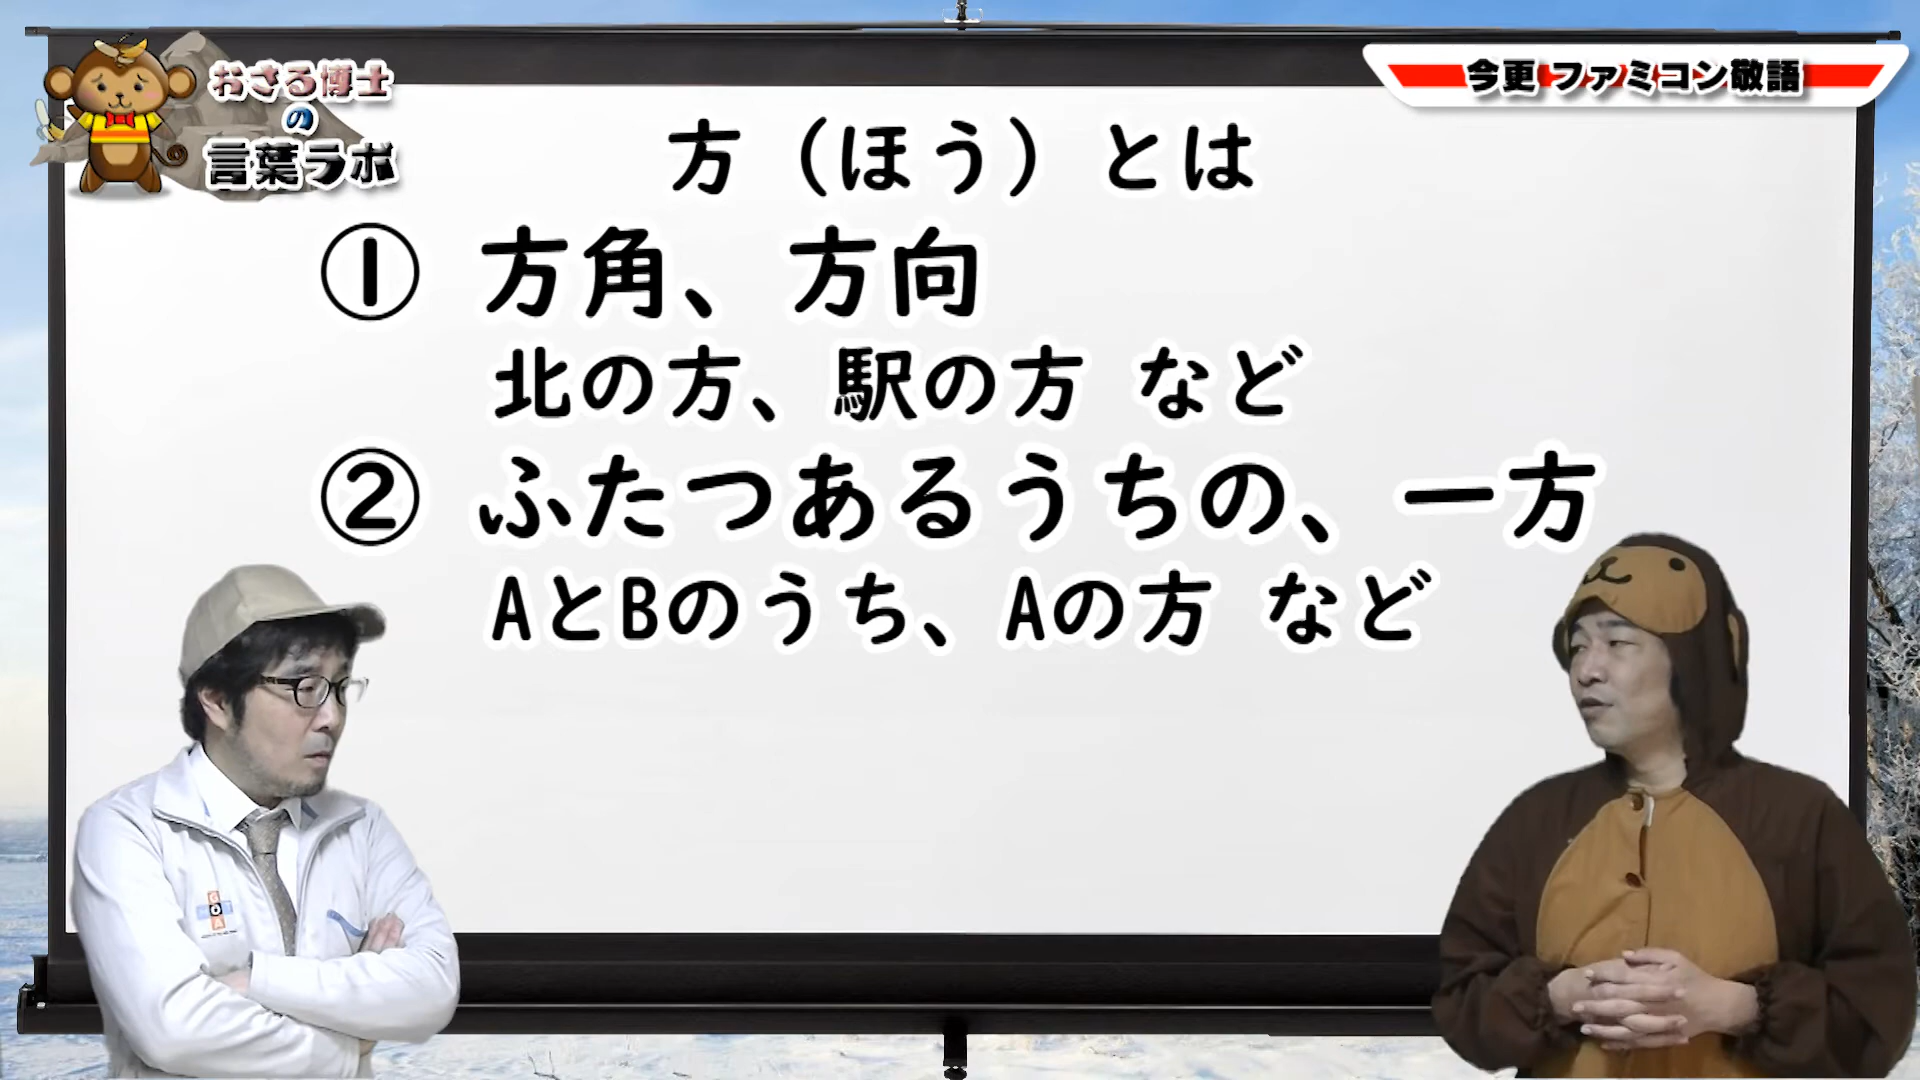 おさる博士
の
言葉ラボ
今更 ファミコン敬語
方（ほう）とは
① 方角、方向
北の方、駅の方 など
② ふたつあるうちの、一方
AとBのうち、Aの方 など